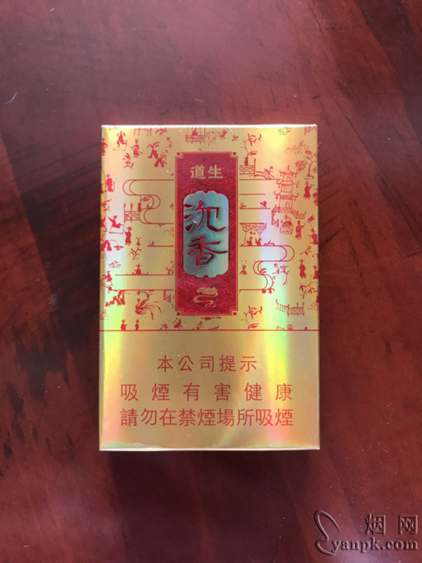 道生
沉香
本公司提示
吸煙有害健康
請勿在禁煙場所吸煙
烟网
yanpk.com